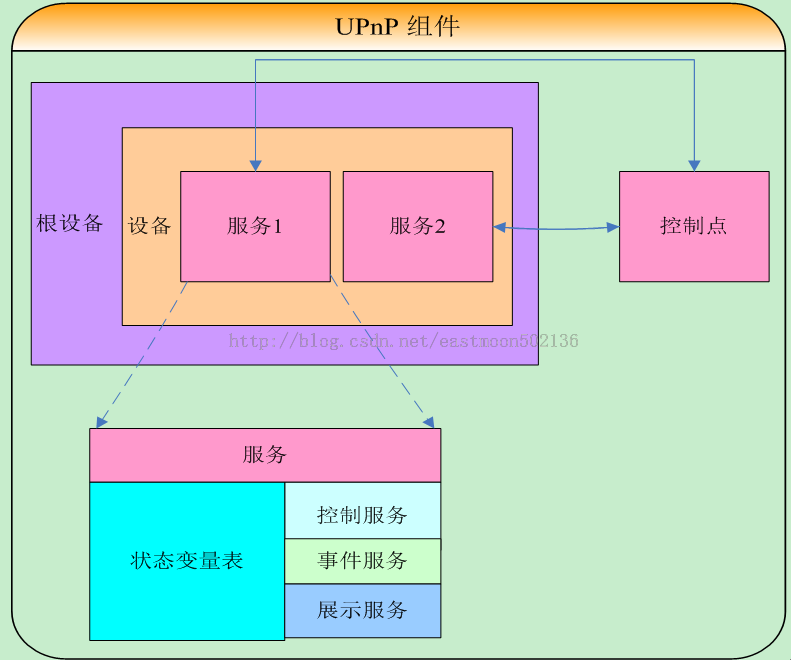 UPnP 组件
根设备
设备
服务1
服务2
控制点
http://blog.csdn.net/eastmoon502136
服务
状态变量表
控制服务
事件服务
展示服务